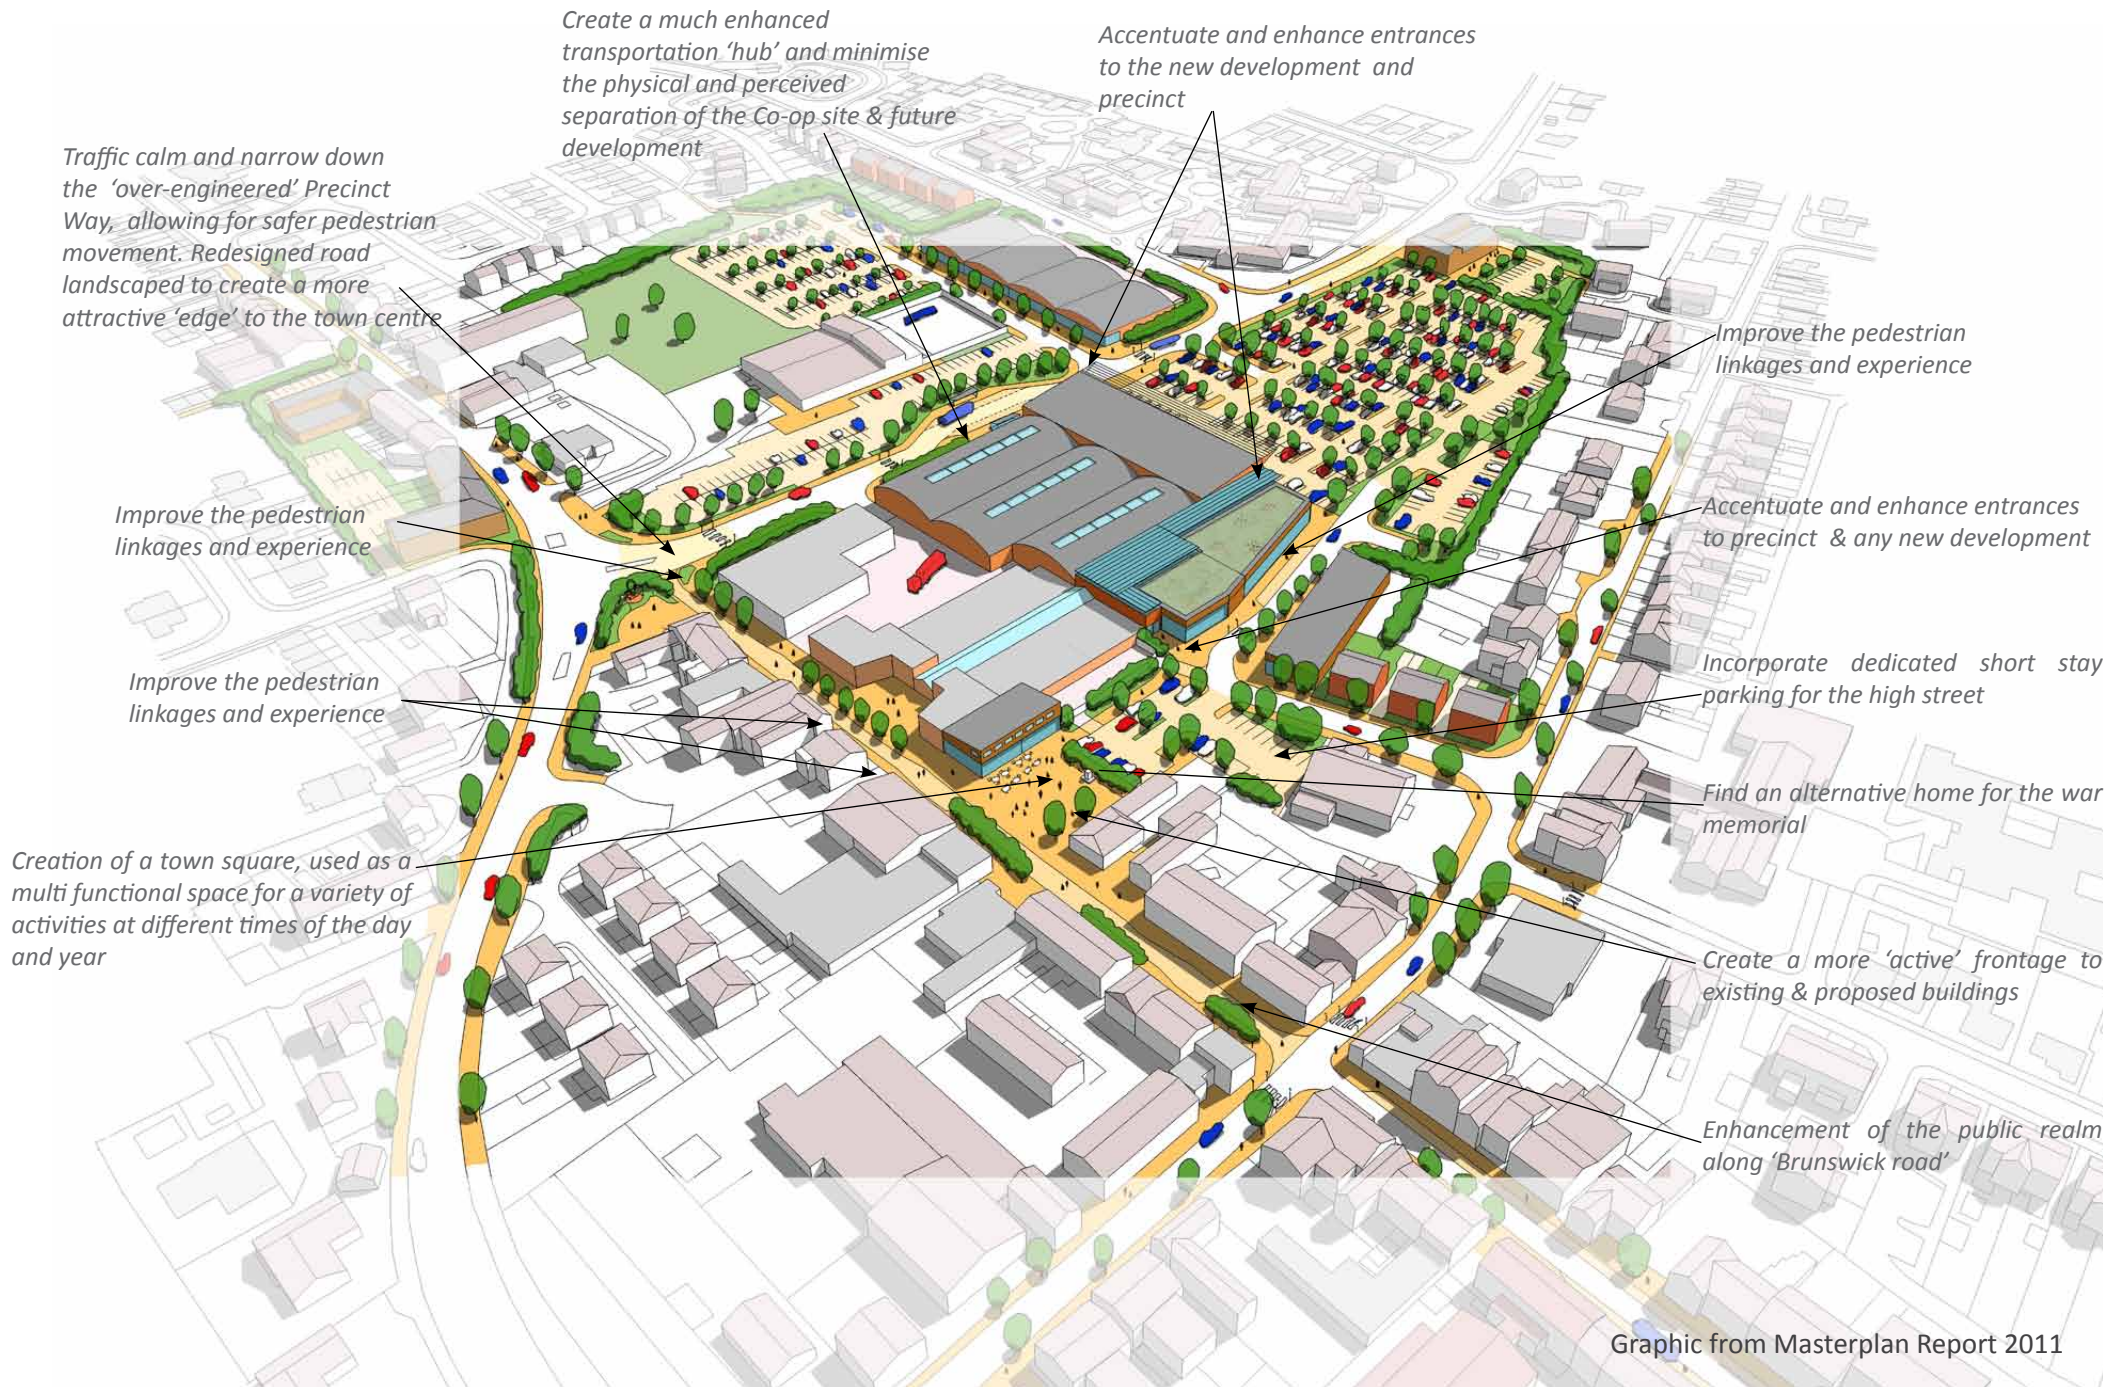 Create a much enhanced
transportation ‘hub’ and minimise
the physical and perceived
separation of the Co-op site & future
development
Accentuate and enhance entrances
to the new development and
precinct
Traffic calm and narrow down
the ‘over-engineered’ Precinct
Way, allowing for safer pedestrian
movement. Redesigned road
landscaped to create a more
attractive ‘edge’ to the town centre
Improve the pedestrian
linkages and experience
Improve the pedestrian
linkages and experience
Accentuate and enhance entrances
to precinct & any new development
Improve the pedestrian
linkages and experience
Incorporate dedicated short stay
parking for the high street
Find an alternative home for the war
memorial
Creation of a town square, used as a
multi functional space for a variety of
activities at different times of the day
and year
Create a more ‘active’ frontage to
existing & proposed buildings
Enhancement of the public realm
along ‘Brunswick road’
Graphic from Masterplan Report 2011